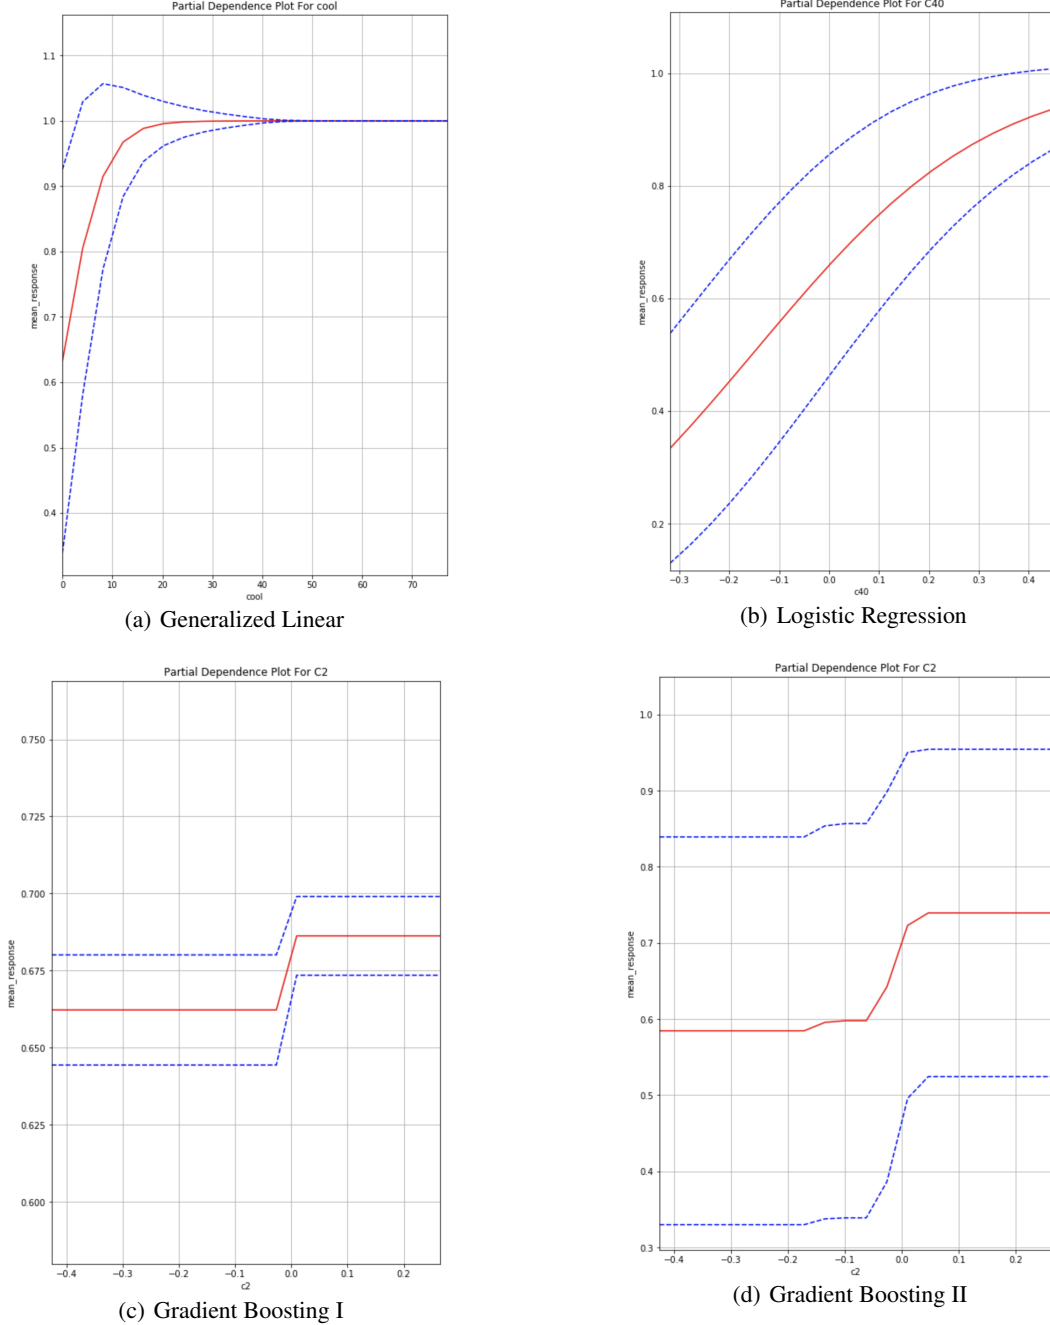 Partial Dependence Plot For cool
1.1
1.0
0.9
0.8
0.7
0.6
0.5
0.4
mean_response
0 10 20 30 40 50 60 70
cool
(a) Generalized Linear
Partial Dependence Plot For C40
1.0
0.8
0.6
0.4
0.2
mean_response
−0.3 −0.2 −0.1 0.0 0.1 0.2 0.3 0.4
c40
(b) Logistic Regression
Partial Dependence Plot For C2
0.750
0.725
0.700
0.675
0.650
0.625
0.600
mean_response
−0.4 −0.3 −0.2 −0.1 0.0 0.1 0.2
c2
(c) Gradient Boosting I
Partial Dependence Plot For C2
1.0
0.9
0.8
0.7
0.6
0.5
0.4
0.3
mean_response
−0.4 −0.3 −0.2 −0.1 0.0 0.1 0.2
c2
(d) Gradient Boosting II